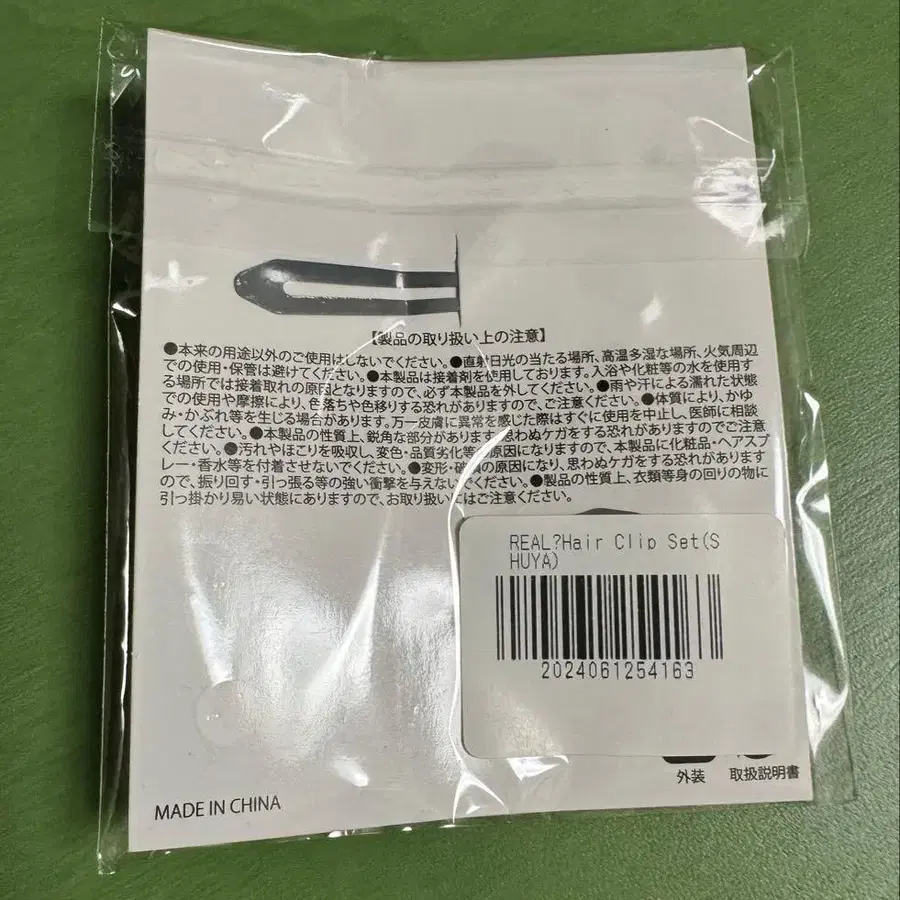 【製品の取り扱い上の注意】
●本来の用途以外のご使用はしないでください。●直射日光の当たる場所、高温多湿な場所、火気周辺
での使用・保管は避けてください。●本製品は接着剤を使用しております。入浴や化粧等の水を使用す
る場所では接着取れの原因となりますので、必ず本製品を外してください。●雨や汗による濡れた状態
での使用や摩擦により、色落ちや色移りする恐れがありますので、ご注意ください。●体質により、かゆ
み・かぶれ等を生じる場合があります。万一皮膚に異常を感じた際はすぐに使用を中止し、医師に相談
してください。●本製品の性質上、鋭角な部分があります。思わぬケガをする恐れがありますのでご注意
ください。●汚れやほこりを吸収し、変色・品質劣化等の原因になりますので、本製品に化粧品・ヘアスプ
レー・香水等を付着させないでください。●変形・破損の原因になり、思わぬケガをする恐れがあります
ので、振り回す・引っ張る等の強い衝撃を与えないでください。●製品の性質上、衣類等身の回りの物に
引っ掛かり易い状態にありますので、お取り扱いにはご注意ください。
REAL?Hair Clip Set(S
HUYA)
2024061254163
外装 取扱説明書
MADE IN CHINA